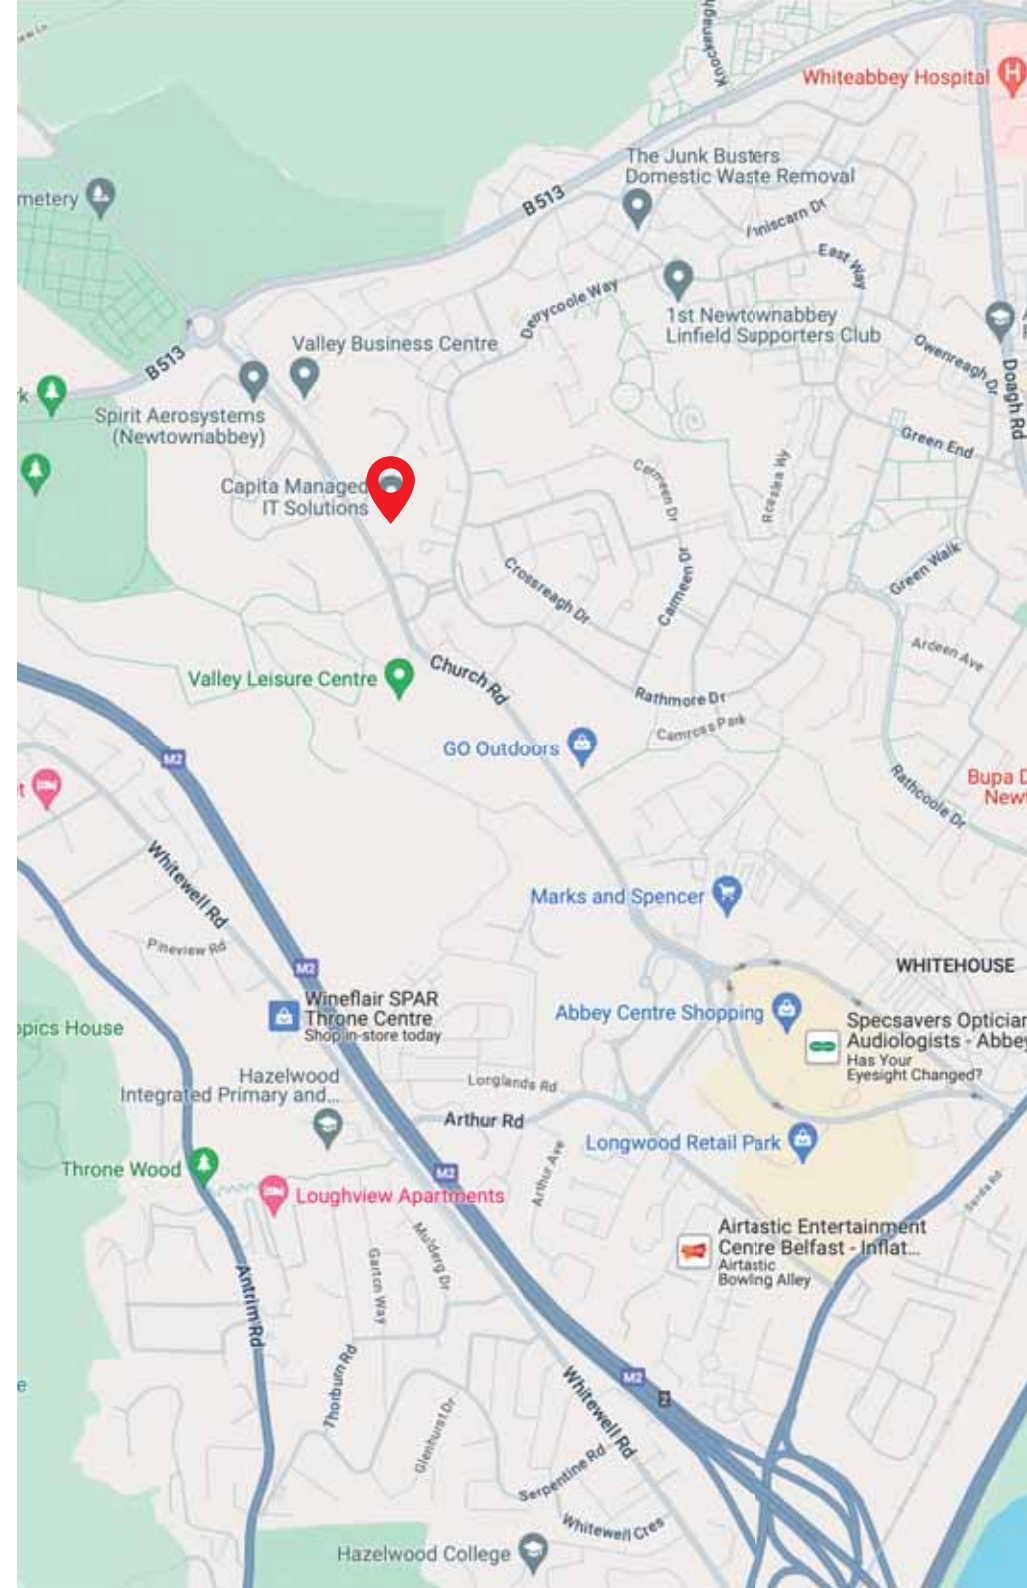 Knockenagh
Whiteabbey Hospital
H
The Junk Busters
Domestic Waste Removal
metery
B513
Iniscarn Dr
East Way
Derrycoole Way
1st Newtownabbey
Linfield Supporters Club
Valley Business Centre
B513
Owenreagh Dr
Doagh Rd
k
Spirit Aerosystems
(Newtownabbey)
Green End
Capita Managed
IT Solutions
Carmeen Dr
Rosslea Wy
Crossreagh Dr
Carmeen Dr
Green Walk
Ardeen Ave
Church Rd
Valley Leisure Centre
Rathmore Dr
Camross Park
GO Outdoors
M2
t
Rathcoole Dr
Bupa D
Newt
Whitewell Rd
Marks and Spencer
Pineview Rd
M2
WHITEHOUSE
Wineflair SPAR
Throne Centre
Shop in-store today
Abbey Centre Shopping
opics House
Specsavers Optician
Audiologists - Abbey
Has Your
Eyesight Changed?
Hazelwood
Integrated Primary and...
Longlands Rd
Arthur Rd
Longwood Retail Park
Arthur Ave
Throne Wood
M2
Loughview Apartments
Serda Rd
Airtastic Entertainment
Centre Belfast - Inflat...
Airtastic
Bowling Alley
Mulderg Dr
Garton Way
Antrim Rd
Thorburn Rd
M2
2
e
Whitewell Rd
Glenhurst Dr
Serpentine Rd
Whitewell Cres
Hazelwood College